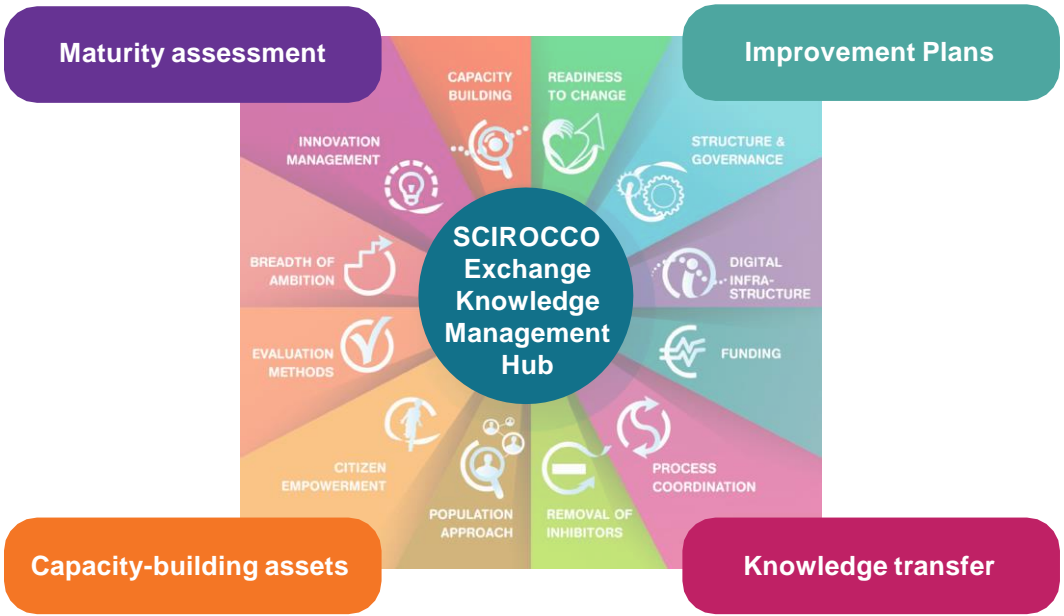 Maturity assessment
Improvement Plans
CAPACITY
BUILDING
READINESS
TO CHANGE
INNOVATION
MANAGEMENT
STRUCTURE &
GOVERNANCE
BREADTH OF
AMBITION
SCIROCCO
Exchange
Knowledge
Management
Hub
DIGITAL
INFRA-
STRUCTURE
EVALUATION
METHODS
FUNDING
CITIZEN
EMPOWERMENT
PROCESS
COORDINATION
POPULATION
APPROACH
REMOVAL OF
INHIBITORS
Capacity-building assets
Knowledge transfer